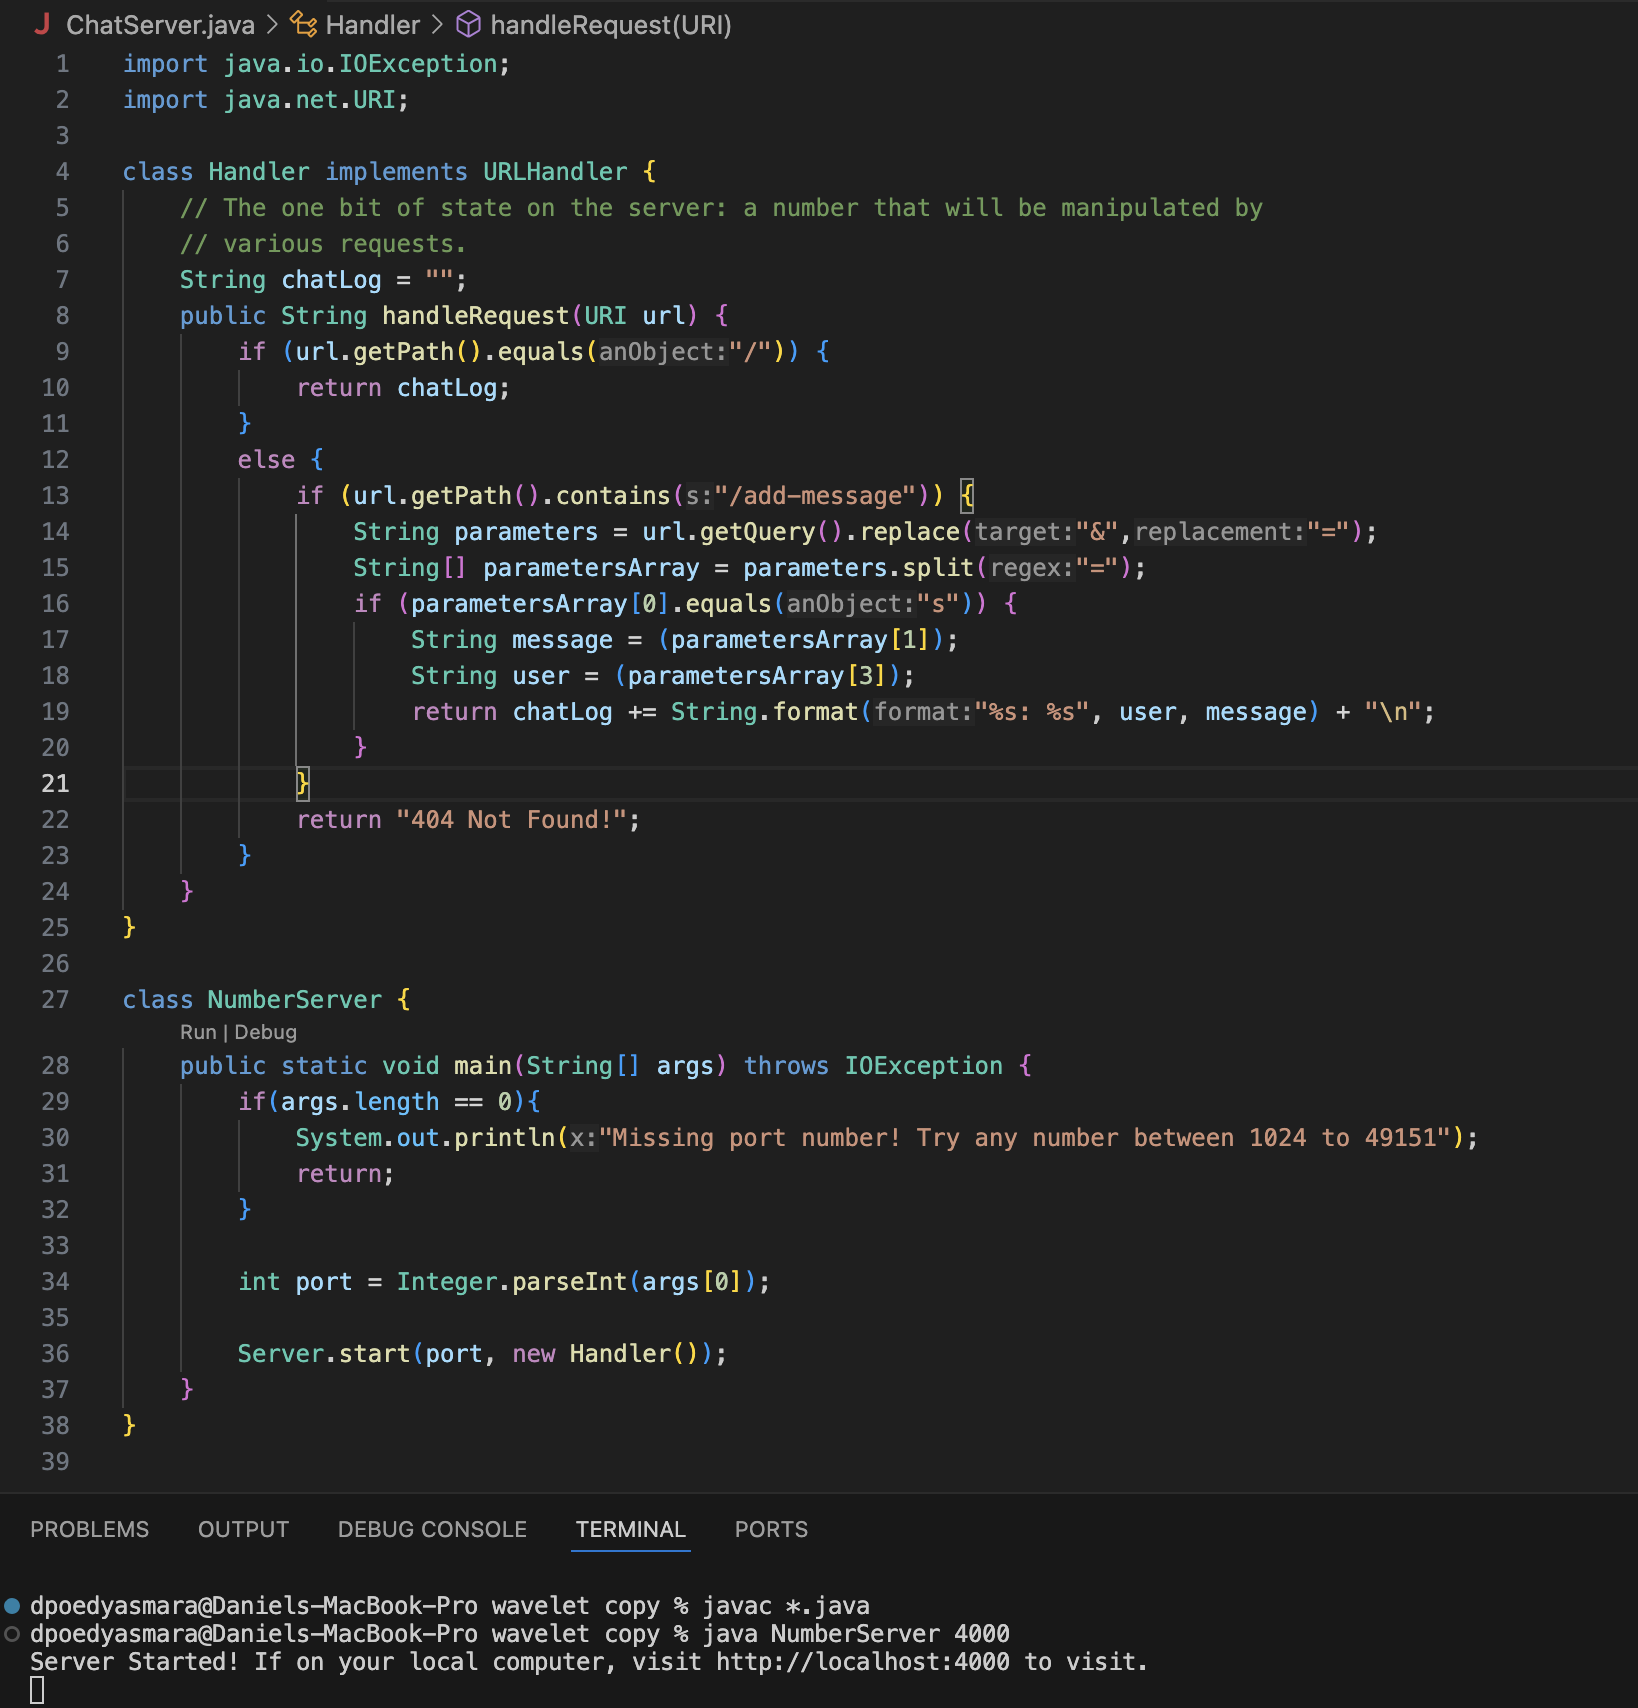 ChatServer.java > Handler > handleRequest(URI)
1 import java.io.IOException;
2 import java.net.URI;
3
4 class Handler implements URLHandler {
5     // The one bit of state on the server: a number that will be manipulated by
6     // various requests.
7     String chatLog = "";
8     public String handleRequest(URI url) {
9         if (url.getPath().equals(anObject:"/")) {
10             return chatLog;
11         }
12         else {
13             if (url.getPath().contains(s:"/add-message")) {
14                 String parameters = url.getQuery().replace(target:"&",replacement:"=");
15                 String[] parametersArray = parameters.split(regex:"=");
16                 if (parametersArray[0].equals(anObject:"s")) {
17                     String message = (parametersArray[1]);
18                     String user = (parametersArray[3]);
19                     return chatLog += String.format(format:"%s: %s", user, message) + "\n";
20                 }
21             }
22             return "404 Not Found!";
23         }
24     }
25 }
26
27 class NumberServer {
Run | Debug
28     public static void main(String[] args) throws IOException {
29         if(args.length == 0){
30             System.out.println(x:"Missing port number! Try any number between 1024 to 49151");
31             return;
32         }
33
34         int port = Integer.parseInt(args[0]);
35
36         Server.start(port, new Handler());
37     }
38 }
39
PROBLEMS OUTPUT DEBUG CONSOLE TERMINAL PORTS
dpoedyasmara@Daniels-MacBook-Pro wavelet copy % javac *.java
dpoedyasmara@Daniels-MacBook-Pro wavelet copy % java NumberServer 4000
Server Started! If on your local computer, visit http://localhost:4000 to visit.